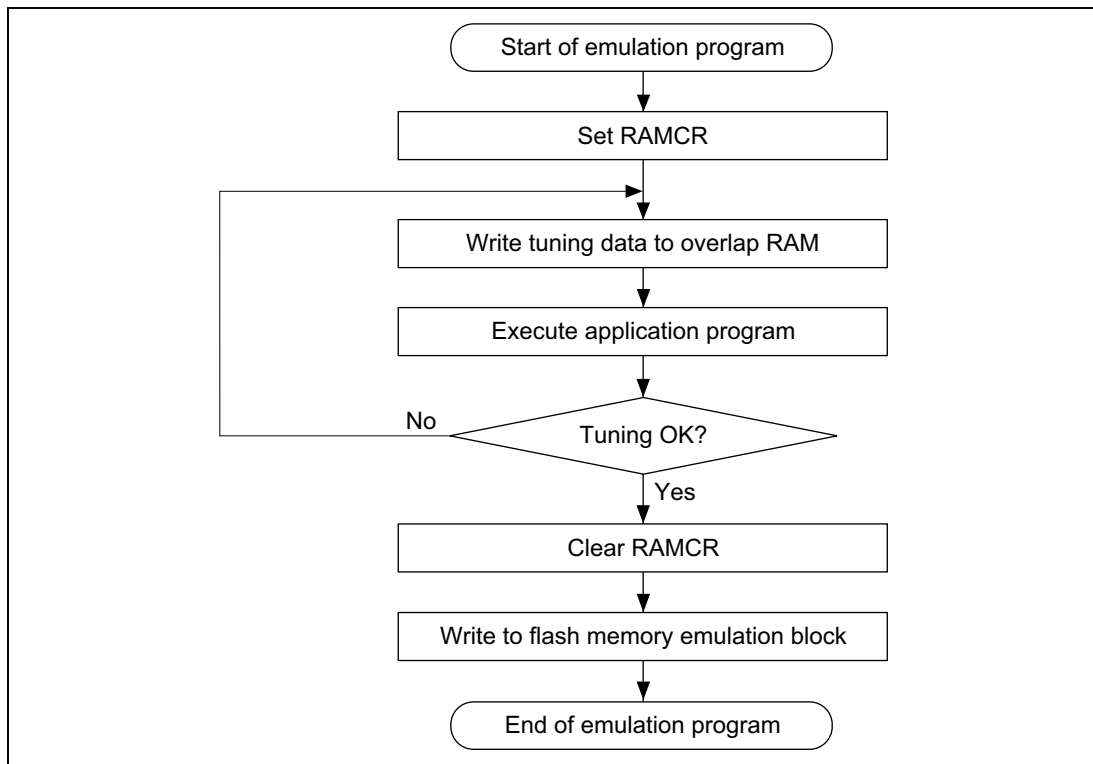 Start of emulation program
Set RAMCR
Write tuning data to overlap RAM
Execute application program
No
Tuning OK?
Yes
Clear RAMCR
Write to flash memory emulation block
End of emulation program